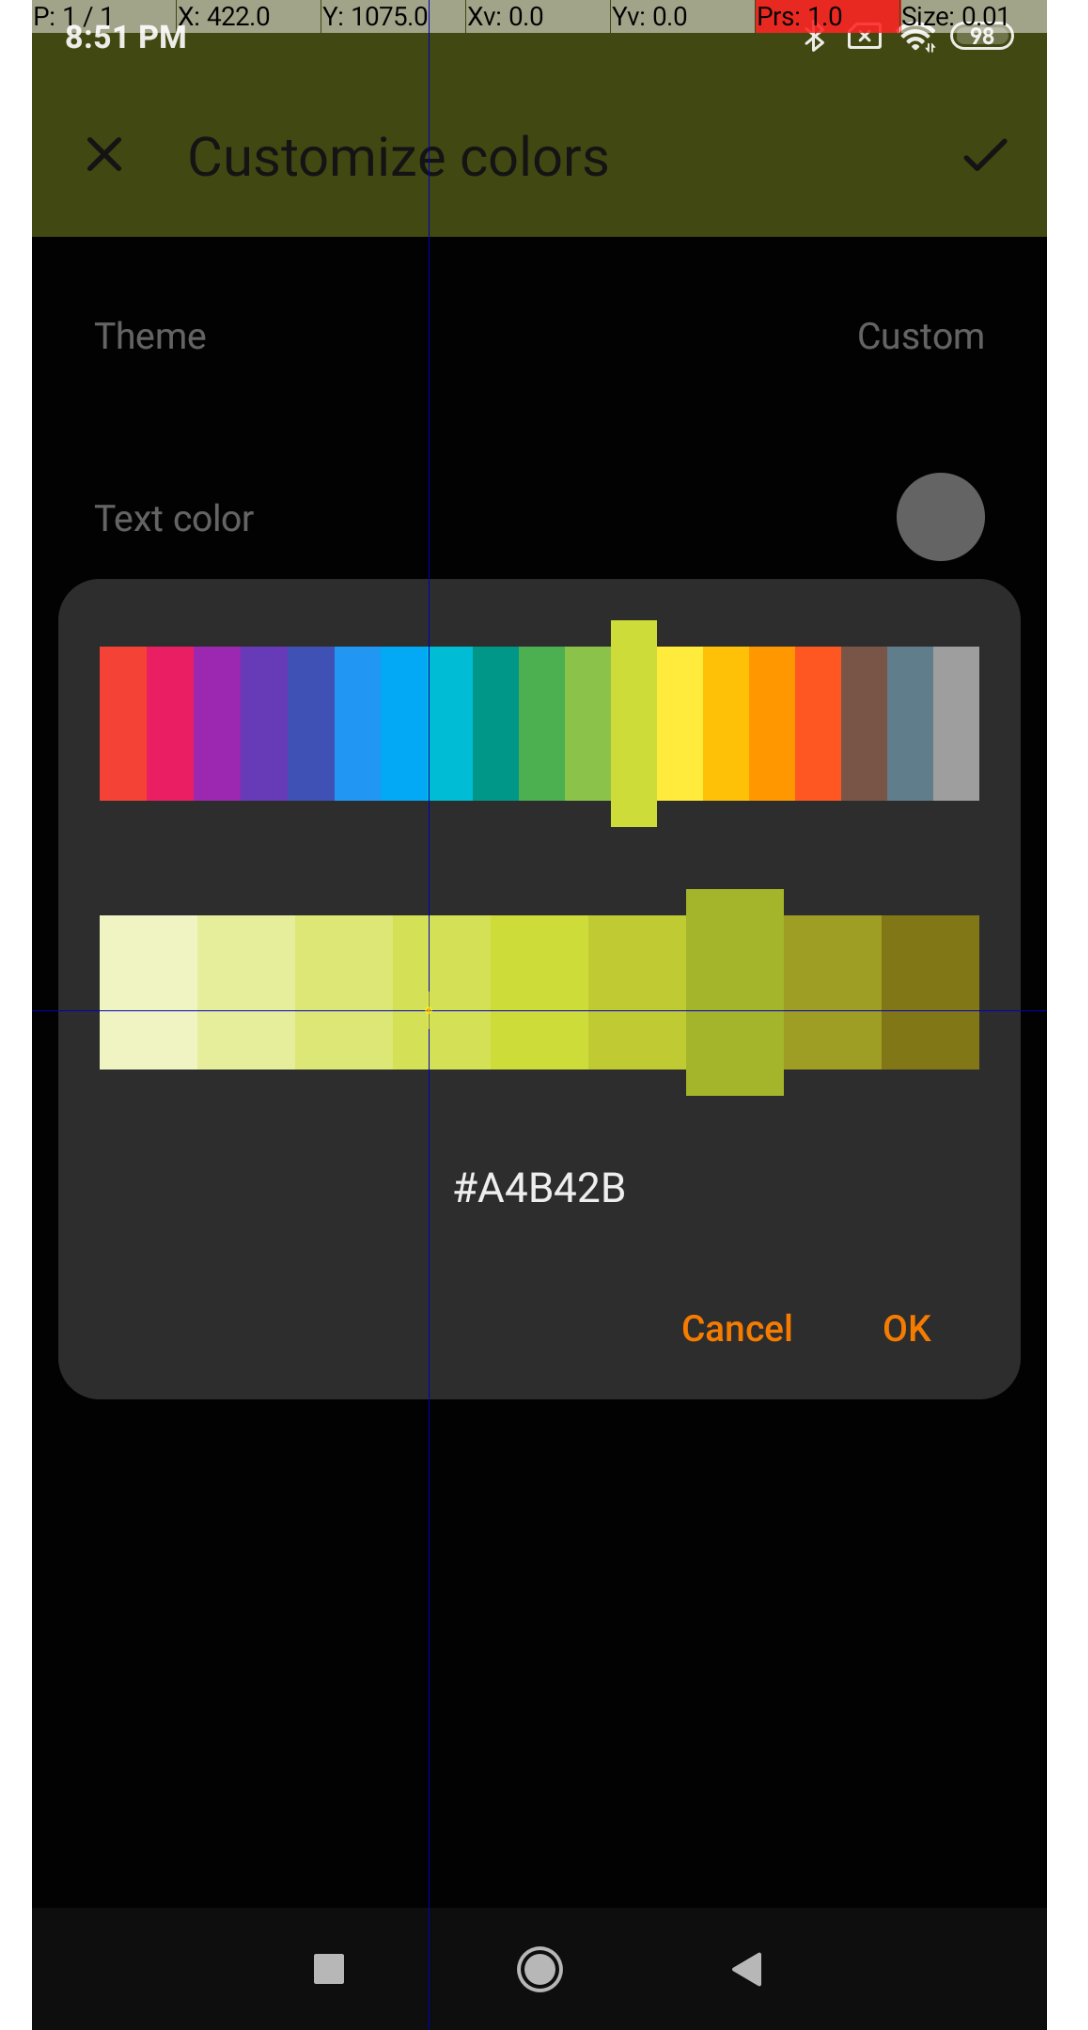 P: 1 / 1 X: 422.0 Y: 1075.0 Xv: 0.0 Yv: 0.0 Prs: 1.0 Size: 0.01
8:51 PM 98
Customize colors
Theme Custom
Text color
#A4B42B
Cancel OK